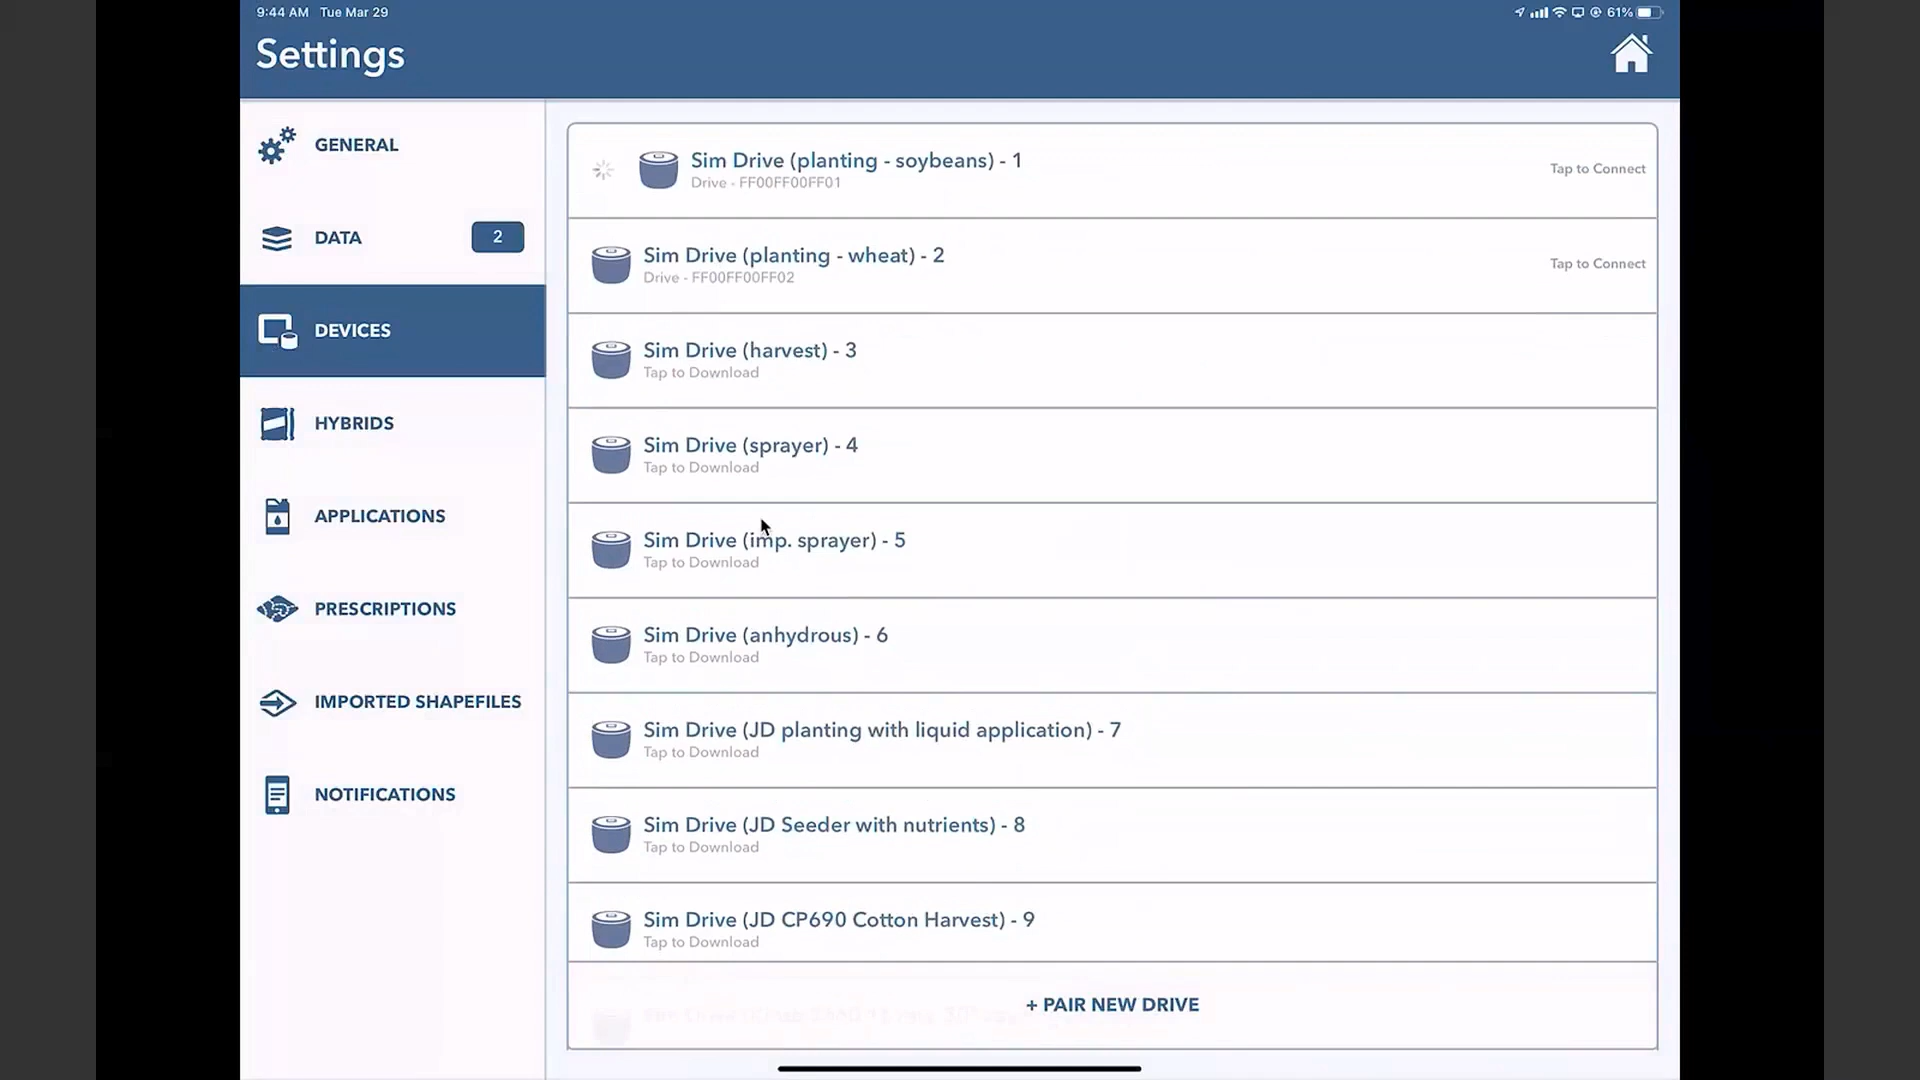 9:44 AM Tue Mar 29
61%
Settings
GENERAL
DATA
2
DEVICES
HYBRIDS
APPLICATIONS
PRESCRIPTIONS
IMPORTED SHAPEFILES
NOTIFICATIONS
Sim Drive (planting - soybeans) - 1
Drive - FF00FF00FF01
Tap to Connect
Sim Drive (planting - wheat) - 2
Drive - FF00FF00FF02
Tap to Connect
Sim Drive (harvest) - 3
Tap to Download
Sim Drive (sprayer) - 4
Tap to Download
Sim Drive (imp. sprayer) - 5
Tap to Download
Sim Drive (anhydrous) - 6
Tap to Download
Sim Drive (JD planting with liquid application) - 7
Tap to Download
Sim Drive (JD Seeder with nutrients) - 8
Tap to Download
Sim Drive (JD CP690 Cotton Harvest) - 9
Tap to Download
+ PAIR NEW DRIVE